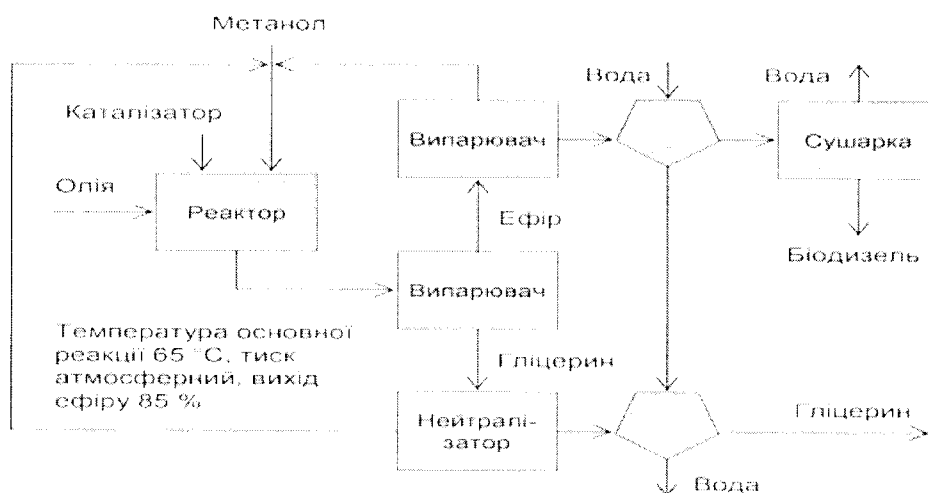 Метанол
Вода
Вода
Каталізатор
Випарювач
Сушарка
Олія
Реактор
Ефір
Біодизель
Випарювач
Температура основної
реакції 65 °С, тиск
атмосферний, вихід
ефіру 85 %
Гліцерин
Нейтралі-
затор
Гліцерин
Вода